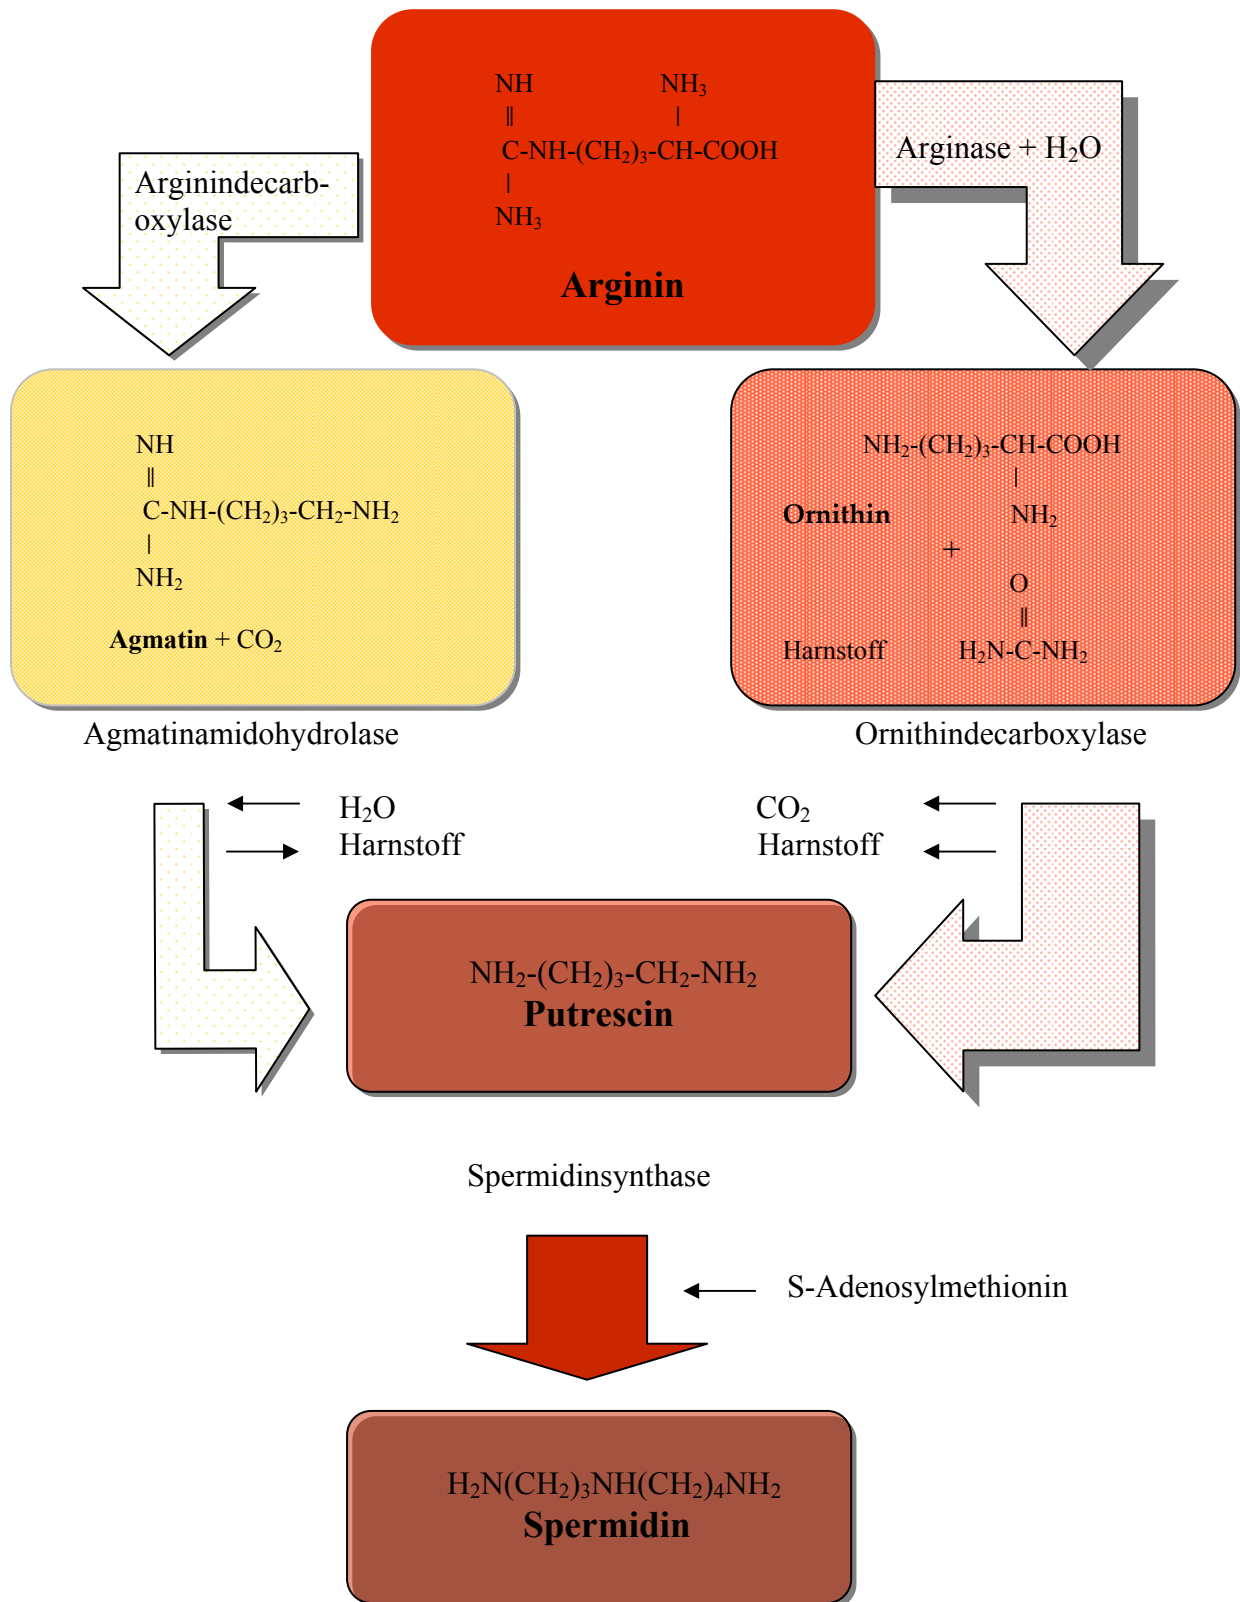 NH NH₃
‖ |
C-NH-(CH₂)₃-CH-COOH
|
NH₃
Arginin
Arginindecarb-
oxylase
Arginase + H₂O
NH
‖
C-NH-(CH₂)₃-CH₂-NH₂
|
NH₂
Agmatin + CO₂
NH₂-(CH₂)₃-CH-COOH
|
Ornithin NH₂
+
O
‖
Harnstoff H₂N-C-NH₂
Agmatinamidohydrolase
Ornithindecarboxylase
H₂O
Harnstoff
CO₂
Harnstoff
NH₂-(CH₂)₃-CH₂-NH₂
Putrescin
Spermidinsynthase
S-Adenosylmethionin
H₂N(CH₂)₃NH(CH₂)₄NH₂
Spermidin